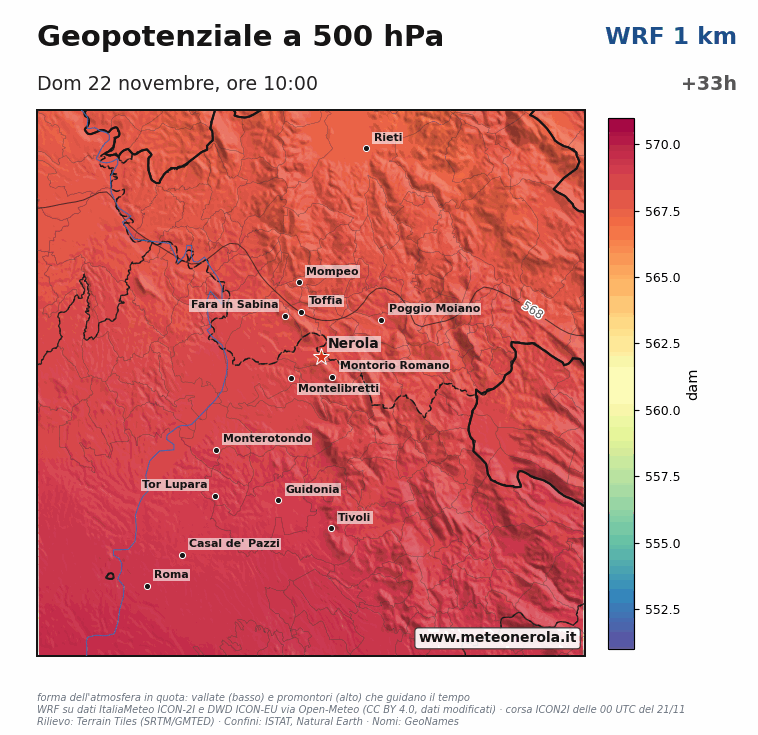 Geopotenziale a 500 hPa
WRF 1 km
Dom 22 novembre, ore 10:00
+33h
Rieti
570.0
567.5
565.0
562.5
560.0
557.5
555.0
552.5
dam
Mompeo
Fara in Sabina
Toffia
Poggio Moiano
568
Nerola
Montorio Romano
Montelibretti
Monterotondo
Tor Lupara
Guidonia
Tivoli
Casal de' Pazzi
Roma
www.meteonerola.it
forma dell'atmosfera in quota: vallate (basso) e promontori (alto) che guidano il tempo
WRF su dati ItaliaMeteo ICON-2I e DWD ICON-EU via Open-Meteo (CC BY 4.0, dati modificati) · corsa ICON2I delle 00 UTC del 21/11
Rilievo: Terrain Tiles (SRTM/GMTED) · Confini: ISTAT, Natural Earth · Nomi: GeoNames